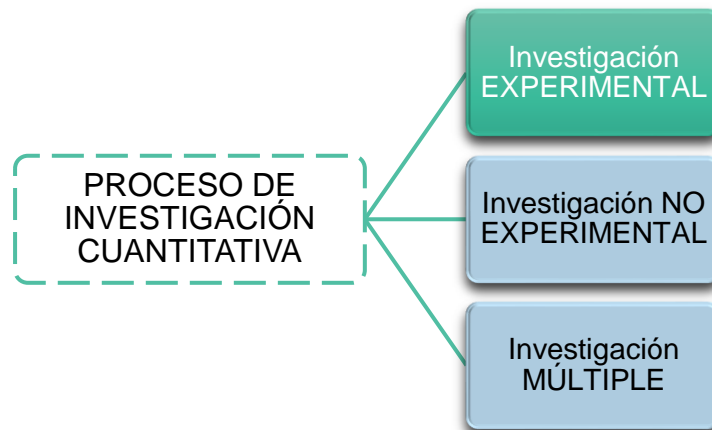 PROCESO DE
INVESTIGACIÓN
CUANTITATIVA
Investigación
EXPERIMENTAL
Investigación NO
EXPERIMENTAL
Investigación
MÚLTIPLE